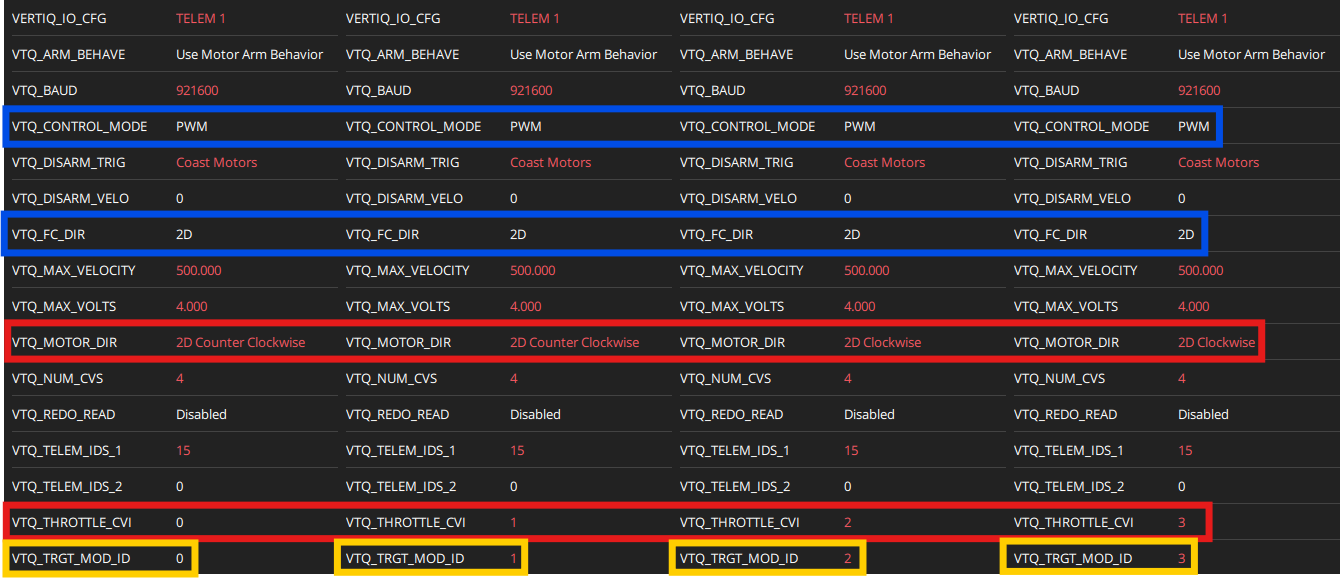 VERTIQ_IO_CFG TELEM 1 VERTIQ_IO_CFG TELEM 1 VERTIQ_IO_CFG TELEM 1 VERTIQ_IO_CFG TELEM 1
VTQ_ARM_BEHAVE Use Motor Arm Behavior VTQ_ARM_BEHAVE Use Motor Arm Behavior VTQ_ARM_BEHAVE Use Motor Arm Behavior VTQ_ARM_BEHAVE Use Motor Arm Behavior
VTQ_BAUD 921600 VTQ_BAUD 921600 VTQ_BAUD 921600 VTQ_BAUD 921600
VTQ_CONTROL_MODE PWM VTQ_CONTROL_MODE PWM VTQ_CONTROL_MODE PWM VTQ_CONTROL_MODE PWM
VTQ_DISARM_TRIG Coast Motors VTQ_DISARM_TRIG Coast Motors VTQ_DISARM_TRIG Coast Motors VTQ_DISARM_TRIG Coast Motors
VTQ_DISARM_VELO 0 VTQ_DISARM_VELO 0 VTQ_DISARM_VELO 0 VTQ_DISARM_VELO 0
VTQ_FC_DIR 2D VTQ_FC_DIR 2D VTQ_FC_DIR 2D VTQ_FC_DIR 2D
VTQ_MAX_VELOCITY 500.000 VTQ_MAX_VELOCITY 500.000 VTQ_MAX_VELOCITY 500.000 VTQ_MAX_VELOCITY 500.000
VTQ_MAX_VOLTS 4.000 VTQ_MAX_VOLTS 4.000 VTQ_MAX_VOLTS 4.000 VTQ_MAX_VOLTS 4.000
VTQ_MOTOR_DIR 2D Counter Clockwise VTQ_MOTOR_DIR 2D Counter Clockwise VTQ_MOTOR_DIR 2D Clockwise VTQ_MOTOR_DIR 2D Clockwise
VTQ_NUM_CVS 4 VTQ_NUM_CVS 4 VTQ_NUM_CVS 4 VTQ_NUM_CVS 4
VTQ_REDO_READ Disabled VTQ_REDO_READ Disabled VTQ_REDO_READ Disabled VTQ_REDO_READ Disabled
VTQ_TELEM_IDS_1 15 VTQ_TELEM_IDS_1 15 VTQ_TELEM_IDS_1 15 VTQ_TELEM_IDS_1 15
VTQ_TELEM_IDS_2 0 VTQ_TELEM_IDS_2 0 VTQ_TELEM_IDS_2 0 VTQ_TELEM_IDS_2 0
VTQ_THROTTLE_CVI 0 VTQ_THROTTLE_CVI 1 VTQ_THROTTLE_CVI 2 VTQ_THROTTLE_CVI 3
VTQ_TRGT_MOD_ID 0 VTQ_TRGT_MOD_ID 1 VTQ_TRGT_MOD_ID 2 VTQ_TRGT_MOD_ID 3